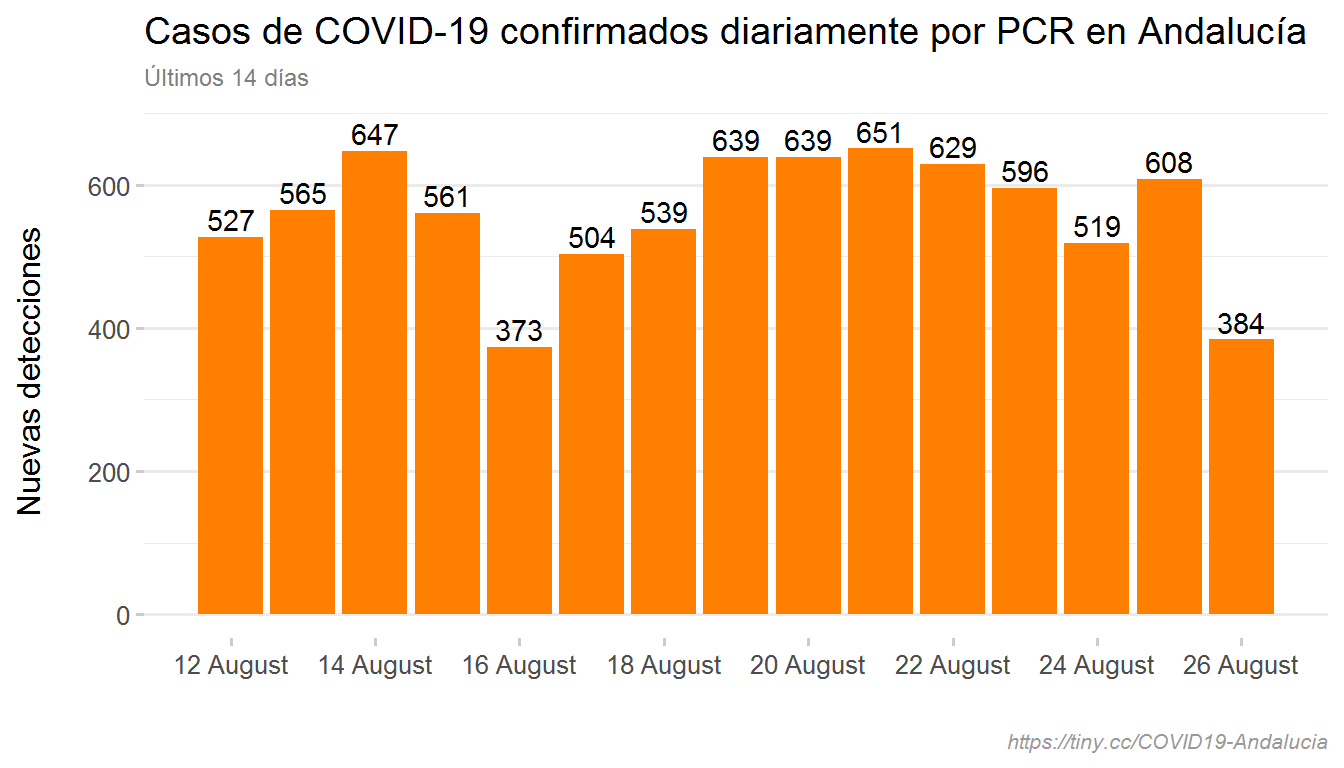 Casos de COVID-19 confirmados diariamente por PCR en Andalucía
Últimos 14 días
Nuevas detecciones
600
400
200
0
527
565
647
561
373
504
539
639
639
651
629
596
519
608
384
12 August
14 August
16 August
18 August
20 August
22 August
24 August
26 August
https://tiny.cc/COVID19-Andalucia